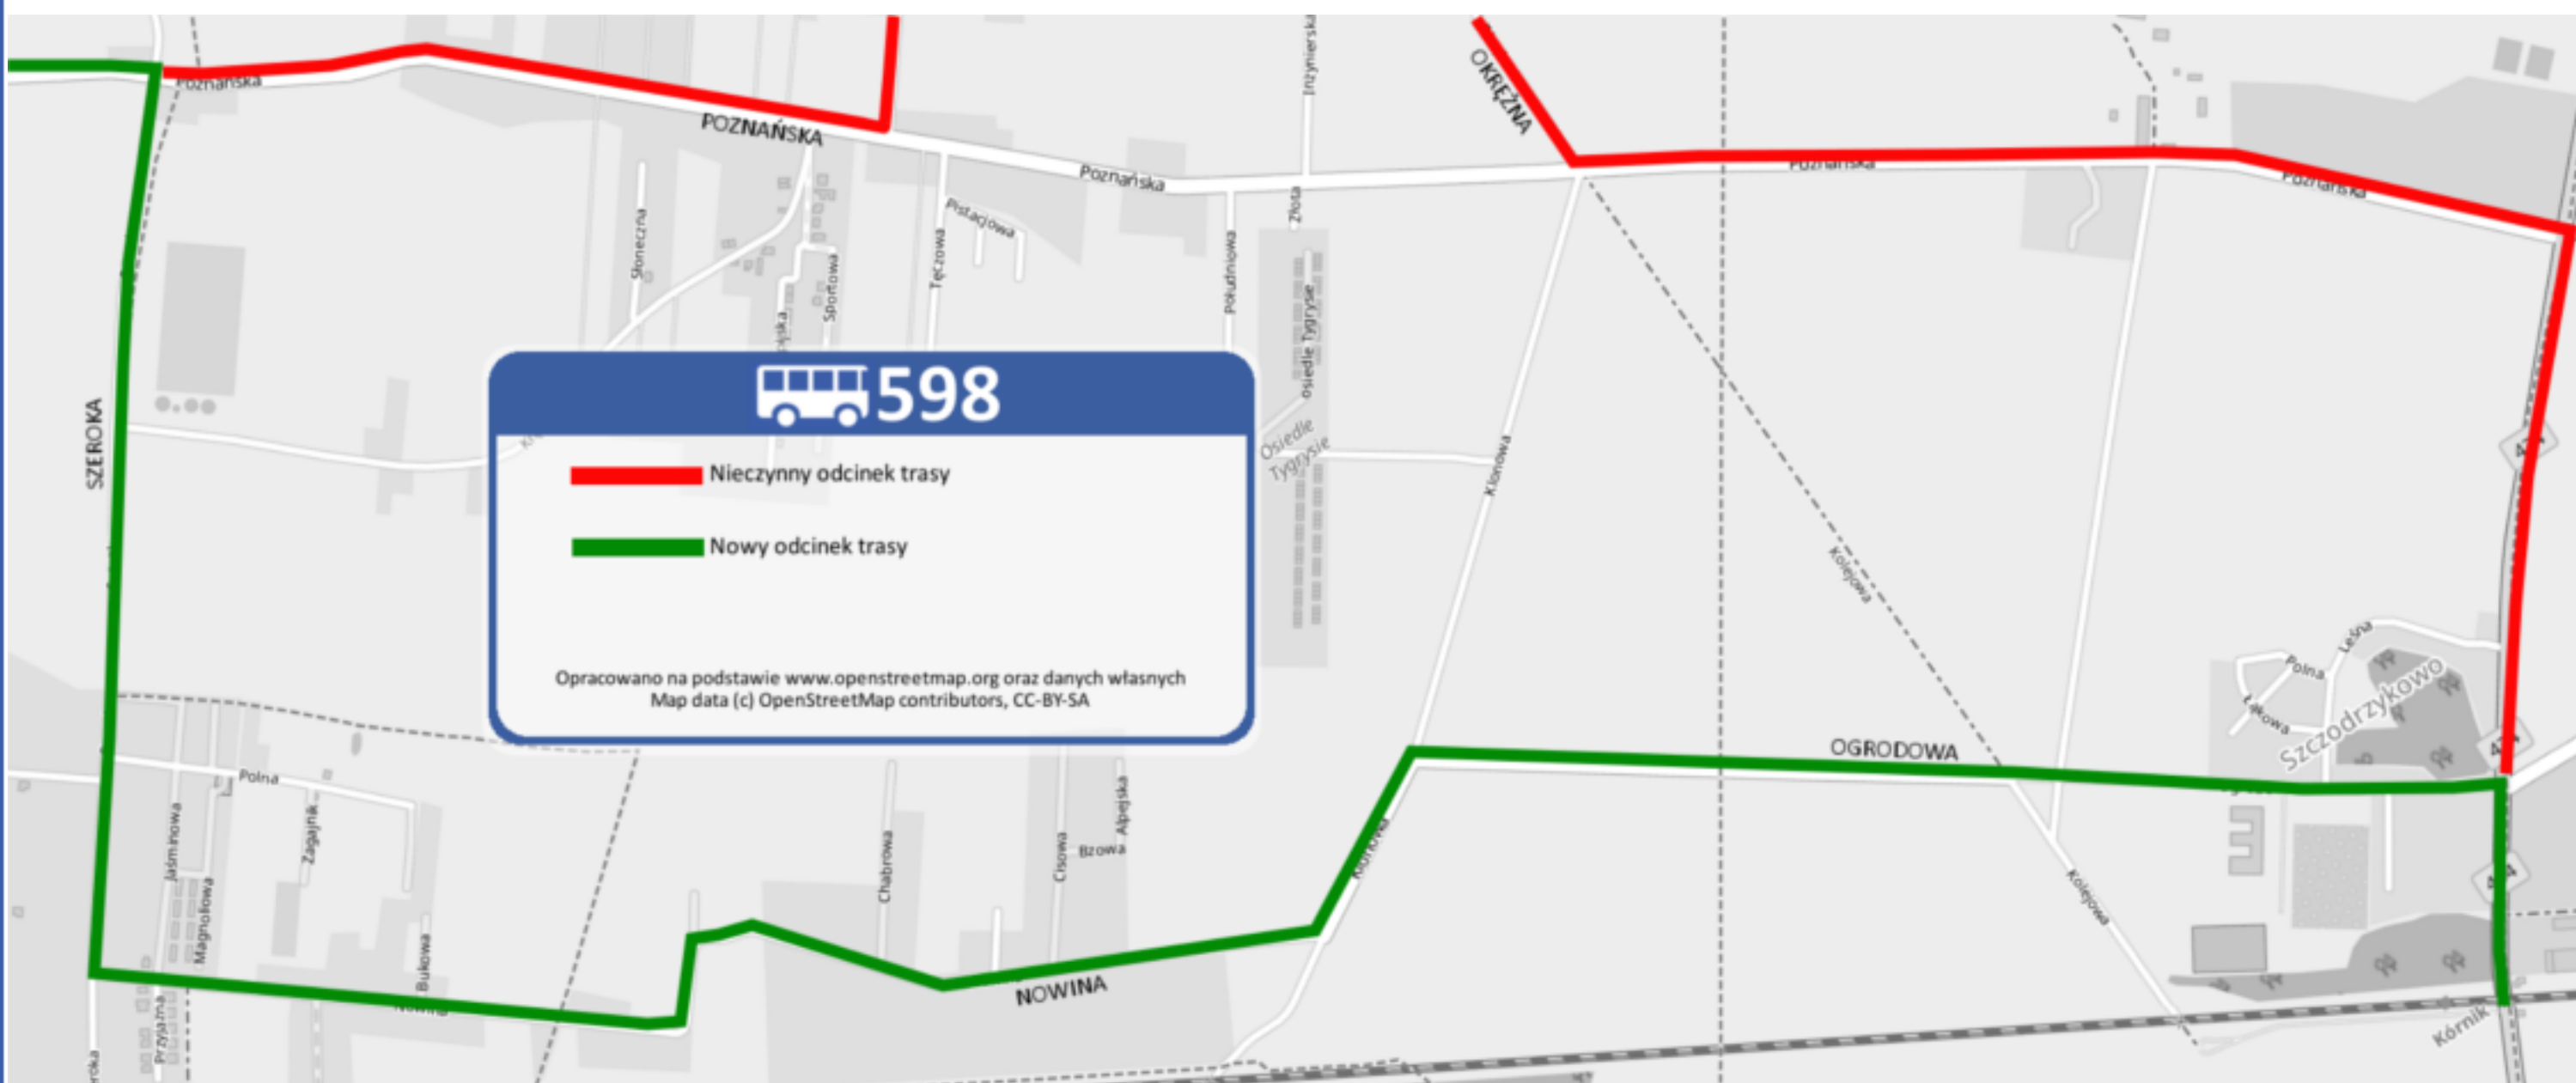 OKRĘŻNA
Inżynierska
Poznańska
POZNAŃSKA
Poznańska
Poznańska
Poznańska
Pistacjowa
Złota
Słoneczna
Tęczowa
Południowa
Sportowa
osiedle Tygrysie
598
SZEROKA
Osiedle
Tygrysie
Klonowa
Nieczynny odcinek trasy
Nowy odcinek trasy
Kolejowa
Leśna
Polna
Łąkowa
Szczodrzykowo
Opracowano na podstawie www.openstreetmap.org oraz danych własnych
Map data (c) OpenStreetMap contributors, CC-BY-SA
OGRODOWA
Polna
Jaśminowa
Zagajnik
Alpejska
Chabrowa
Cisowa
Bzowa
Kolejowa
Magnoliowa
Bukowa
NOWINA
Przyjazna
Kórnik